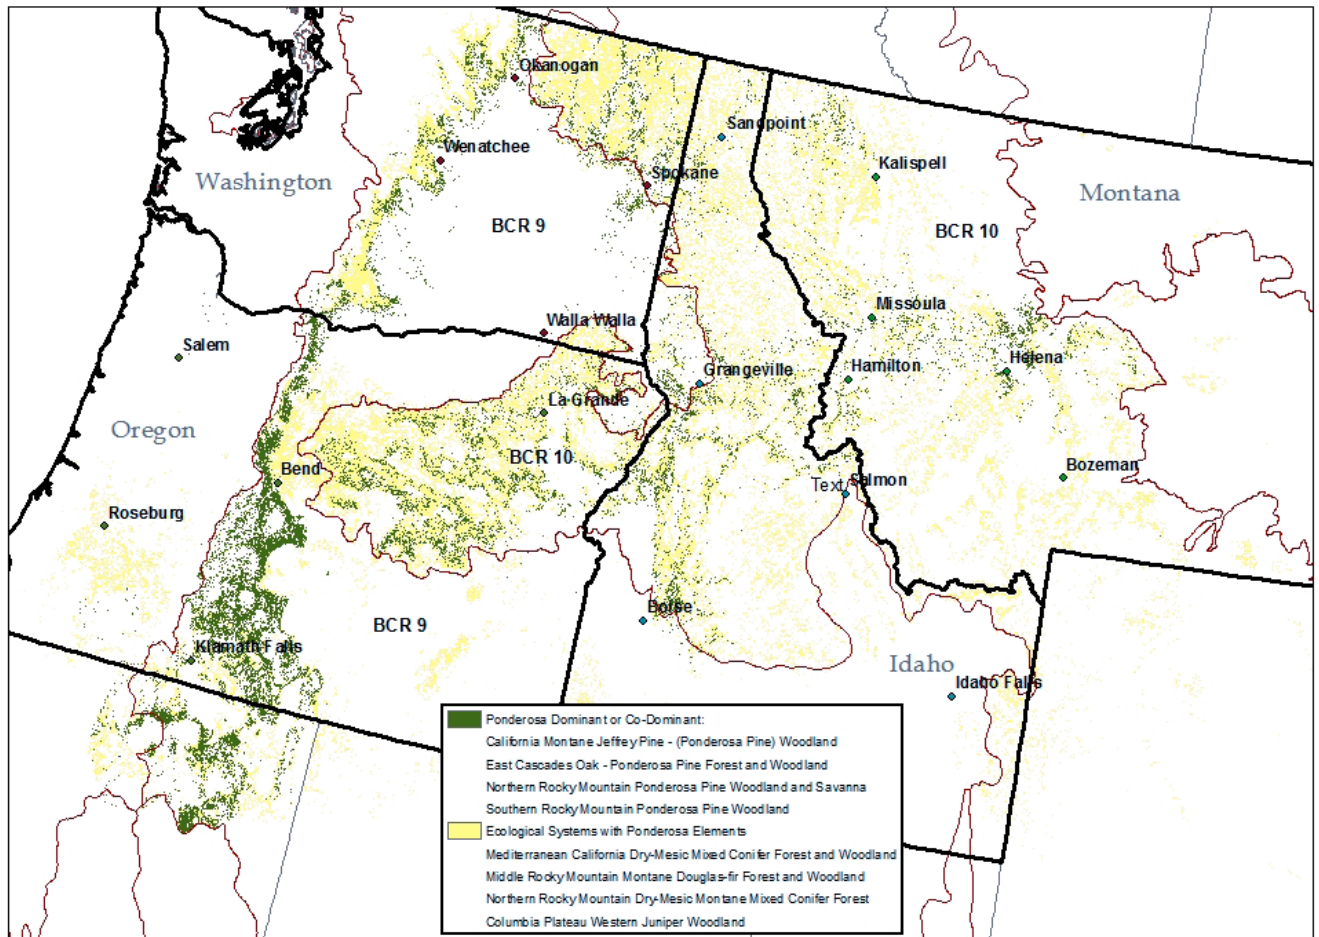 Okanogan
Sandpoint
Wenatchee
Kalispell
Spokane
Washington
Montana
BCR 9
BCR 10
Missoula
Walla Walla
Salem
Helena
Hamilton
Grangeville
La Grande
Oregon
BCR 10
Bend
Bozeman
Text
Salmon
Roseburg
Boise
BCR 9
Klamath Falls
Idaho
Idaho Falls
Ponderosa Dominant or Co-Dominant:
California Montane Jeffrey Pine - (Ponderosa Pine) Woodland
East Cascades Oak - Ponderosa Pine Forest and Woodland
Northern Rocky Mountain Ponderosa Pine Woodland and Savanna
Southern Rocky Mountain Ponderosa Pine Woodland
Ecological Systems with Ponderosa Elements
Mediterranean California Dry-Mesic Mixed Conifer Forest and Woodland
Middle Rocky Mountain Montane Douglas-fir Forest and Woodland
Northern Rocky Mountain Dry-Mesic Montane Mixed Conifer Forest
Columbia Plateau Western Juniper Woodland